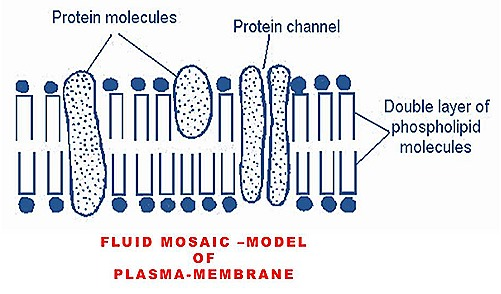 Protein molecules
Protein channel
Double layer of
phospholipid
molecules
FLUID MOSAIC –MODEL
OF
PLASMA-MEMBRANE